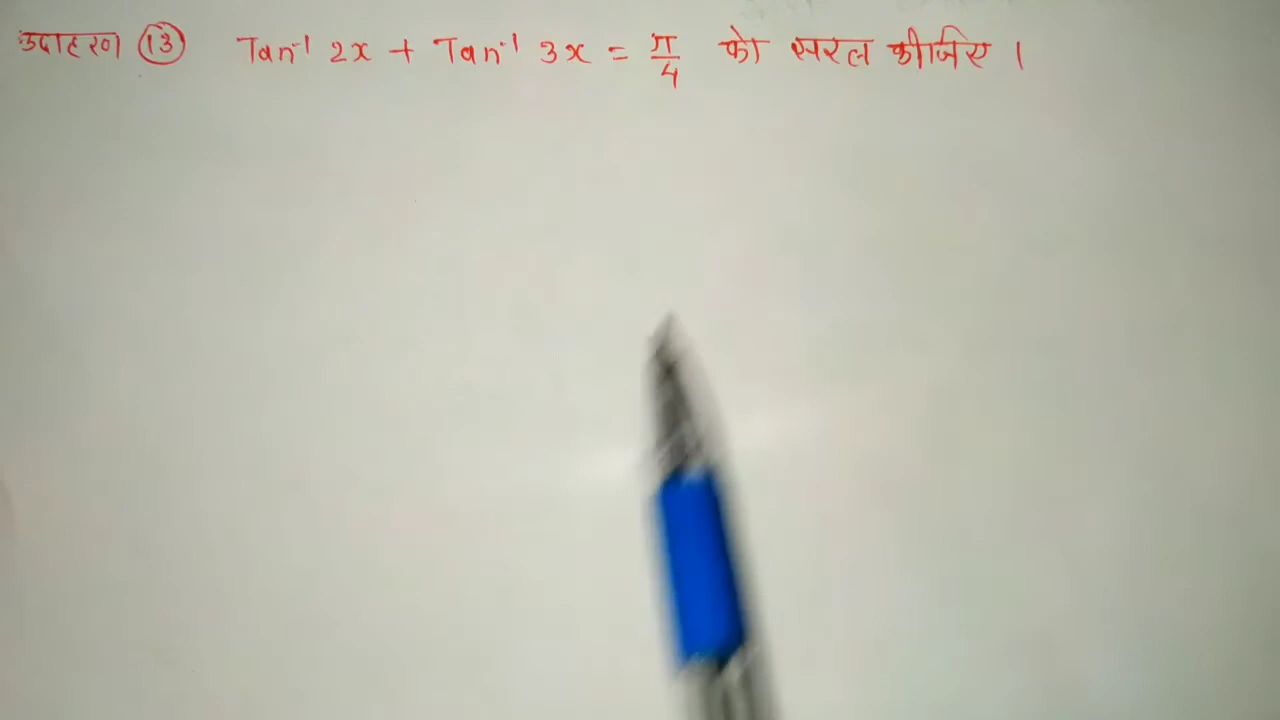 उदाहरण (13) Tan⁻¹ 2x + Tan⁻¹ 3x = π/4 को सरल कीजिए ।